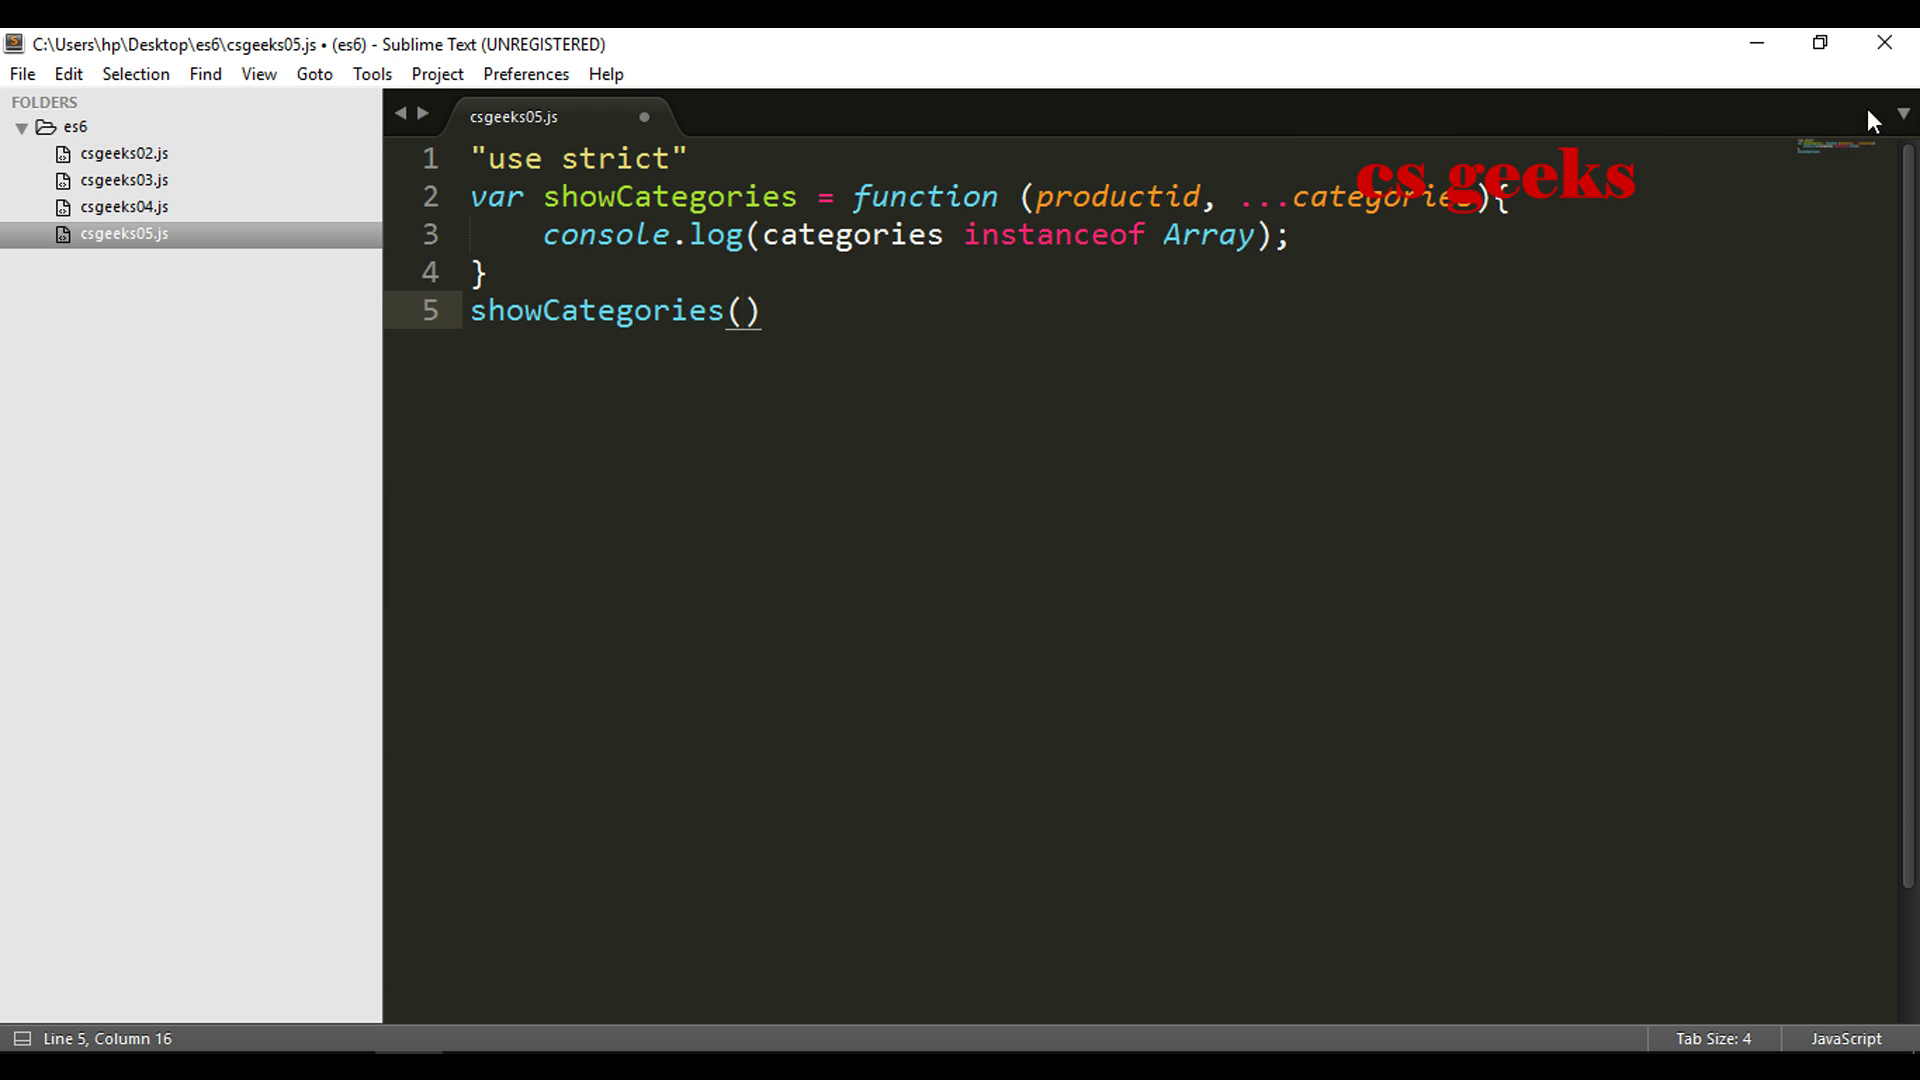 C:\Users\hp\Desktop\es6\csgeeks05.js • (es6) - Sublime Text (UNREGISTERED)
File Edit Selection Find View Goto Tools Project Preferences Help
FOLDERS
es6
csgeeks02.js
csgeeks03.js
csgeeks04.js
csgeeks05.js
csgeeks05.js
cs geeks
1 "use strict"
2 var showCategories = function (productid, ...categories){
3 console.log(categories instanceof Array);
4 }
5 showCategories()
Line 5, Column 16
Tab Size: 4
JavaScript